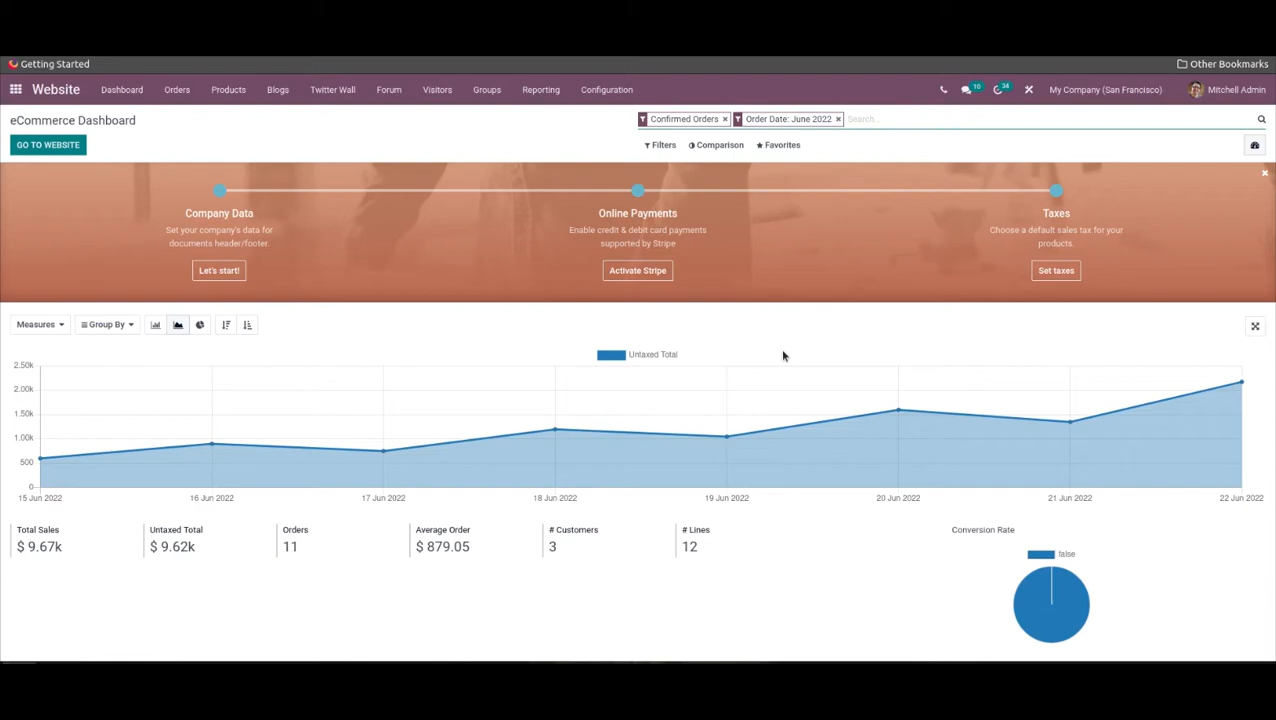 Getting Started Other Bookmarks
Website Dashboard Orders Products Blogs Twitter Wall Forum Visitors Groups Reporting Configuration 10 34 My Company (San Francisco) Mitchell Admin
eCommerce Dashboard Confirmed Orders × Order Date: June 2022 × Search...
GO TO WEBSITE Filters Comparison Favorites
Company Data Online Payments Taxes
Set your company's data for Enable credit & debit card payments Choose a default sales tax for your
documents header/footer. supported by Stripe products.
Let's start! Activate Stripe Set taxes
Measures Group By
Untaxed Total
2.50k
2.00k
1.50k
1.00k
500
0
15 Jun 2022 16 Jun 2022 17 Jun 2022 18 Jun 2022 19 Jun 2022 20 Jun 2022 21 Jun 2022 22 Jun 2022
Total Sales Untaxed Total Orders Average Order # Customers # Lines Conversion Rate
$ 9.67k $ 9.62k 11 $ 879.05 3 12
false